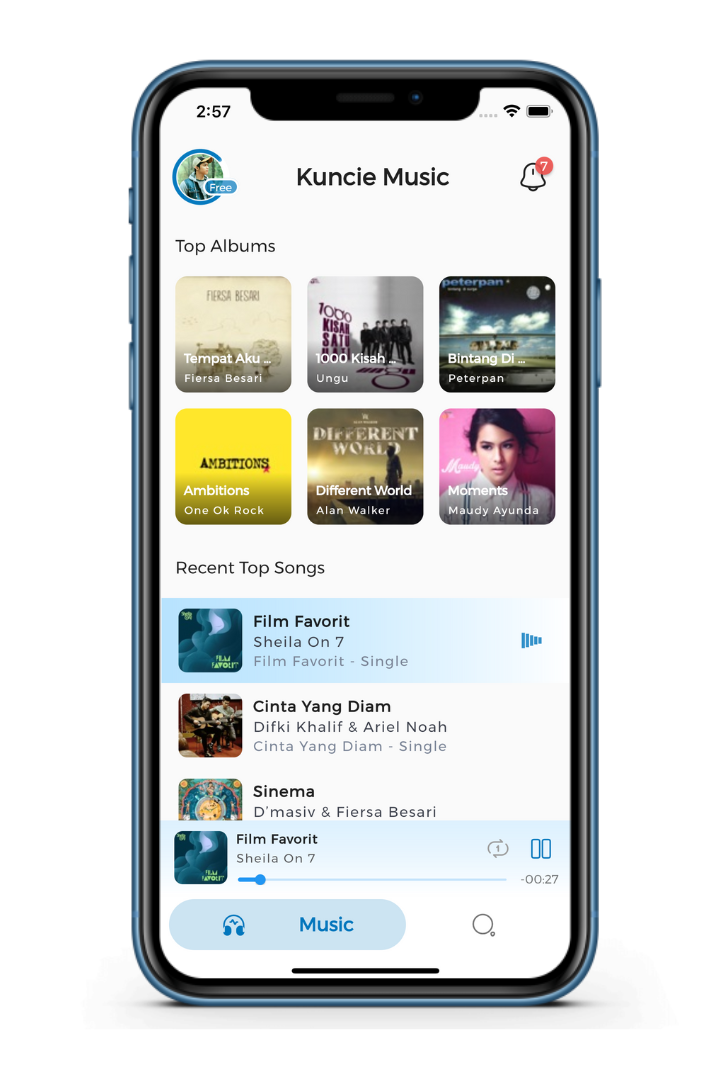 2:57
Free
Kuncie Music
7
Top Albums
FIERSA BESARI
Tempat Aku ...
Fiersa Besari
1000
KISAH
SATU
1000 Kisah ...
Ungu
peterpan
Bintang Di ...
Peterpan
AMBITIONS
Ambitions
One Ok Rock
DIFFERENT
WORLD
Different World
Alan Walker
Maudy
Moments
Maudy Ayunda
Recent Top Songs
FILM
FAVORIT
Film Favorit
Sheila On 7
Film Favorit - Single
Cinta Yang Diam
Difki Khalif & Ariel Noah
Cinta Yang Diam - Single
Sinema
D'masiv & Fiersa Besari
Film Favorit
Sheila On 7
1
-00:27
Music